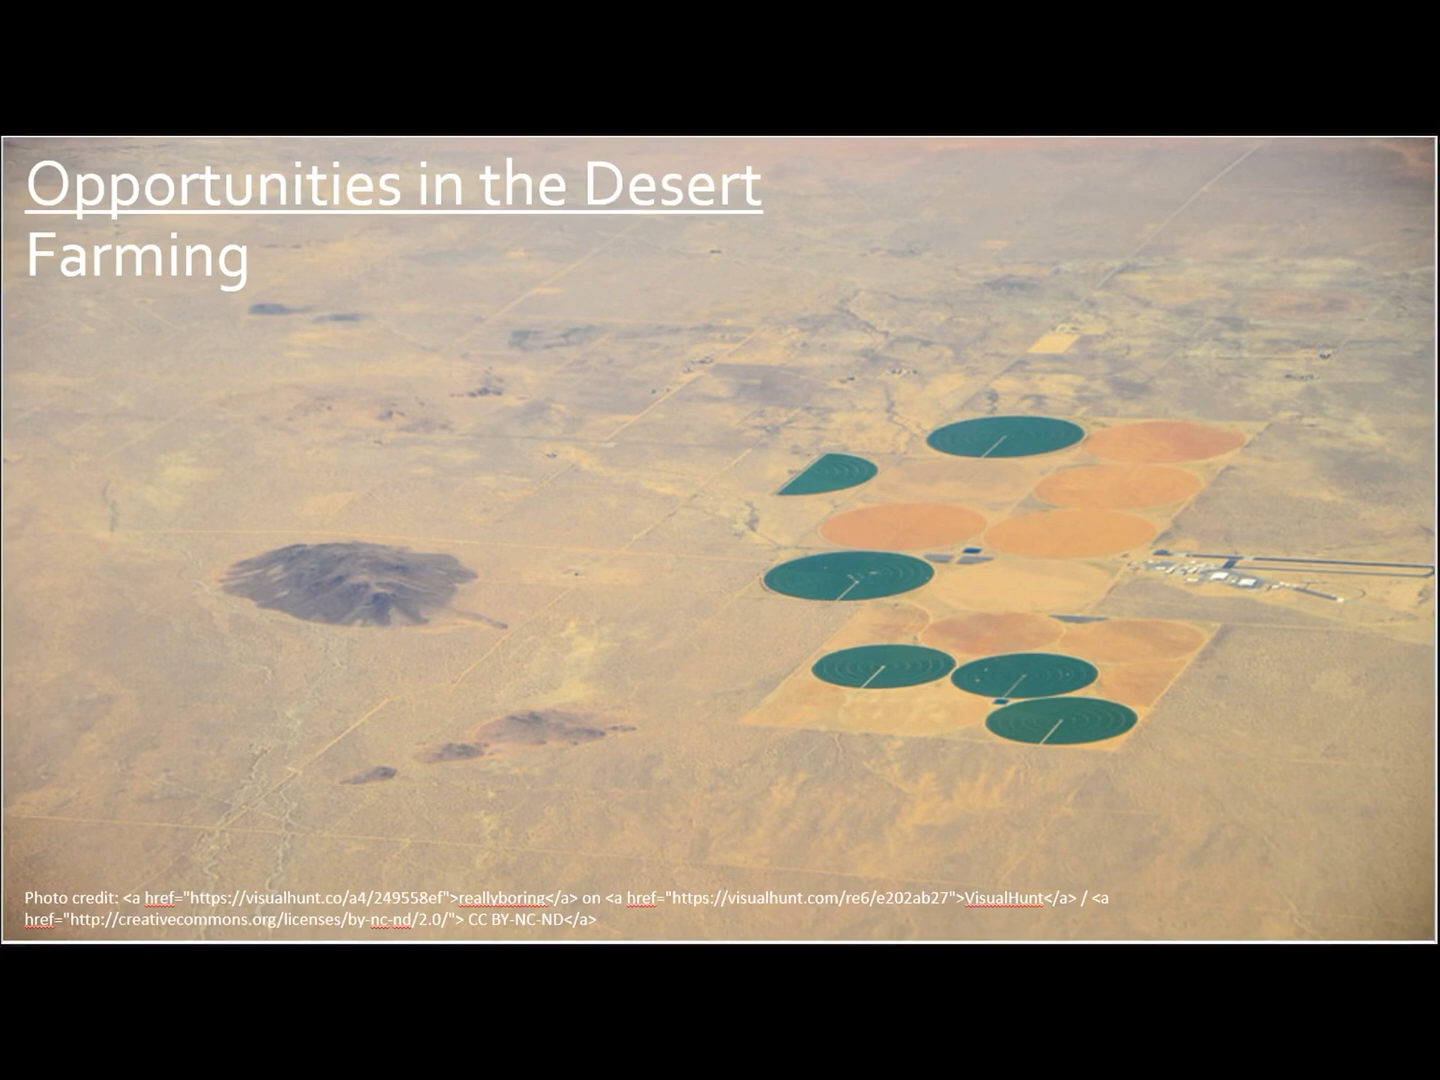 Opportunities in the Desert
Farming
Photo credit: <a href="https://visualhunt.co/a4/249558ef">reallyboring</a> on <a href="https://visualhunt.com/re6/e202ab27">VisualHunt</a> / <a
href="http://creativecommons.org/licenses/by-nc-nd/2.0/"> CC BY-NC-ND</a>